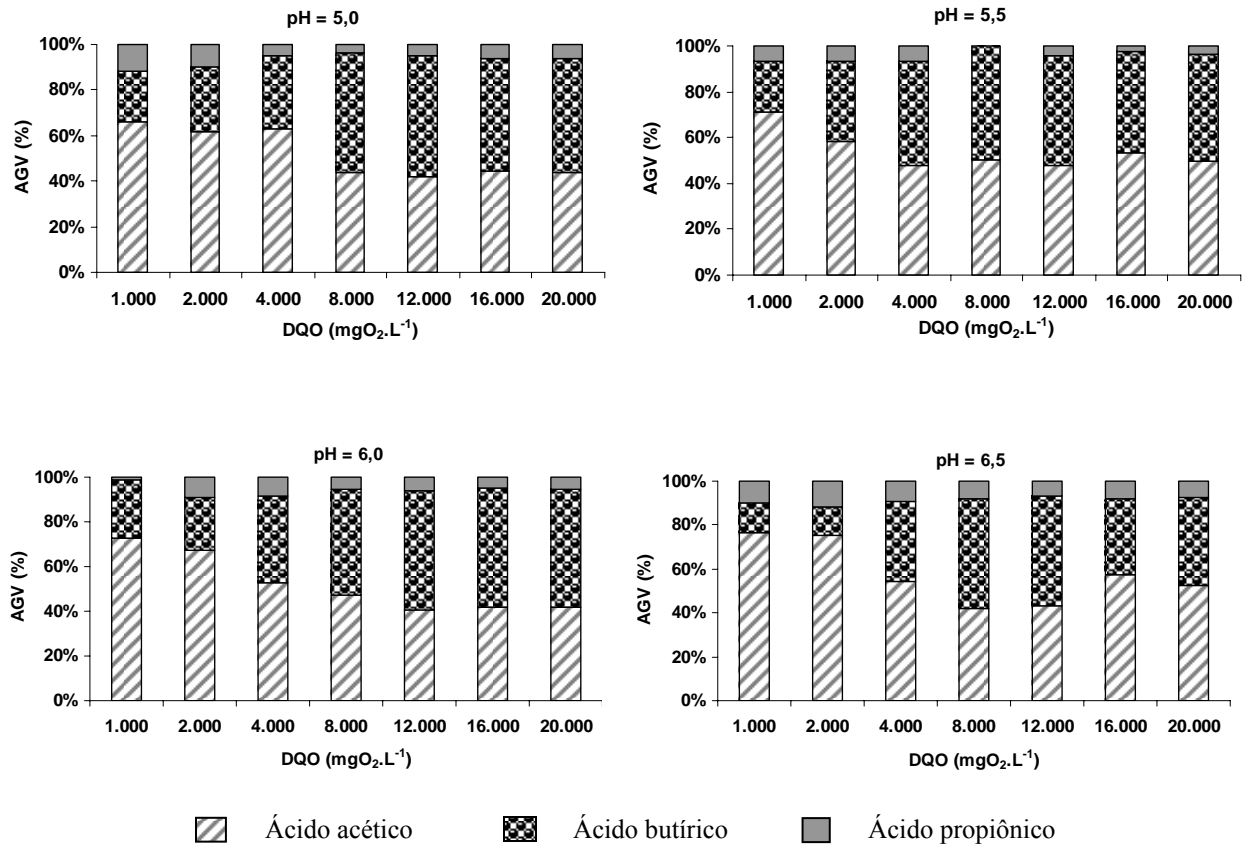 pH = 5,0
100%
80%
60%
40%
20%
0%
AGV (%)
1.000 2.000 4.000 8.000 12.000 16.000 20.000
DQO (mgO₂.L⁻¹)
pH = 5,5
100%
80%
60%
40%
20%
0%
AGV (%)
1.000 2.000 4.000 8.000 12.000 16.000 20.000
DQO (mgO₂.L⁻¹)
pH = 6,0
100%
80%
60%
40%
20%
0%
AGV (%)
1.000 2.000 4.000 8.000 12.000 16.000 20.000
DQO (mgO₂.L⁻¹)
pH = 6,5
100%
80%
60%
40%
20%
0%
AGV (%)
1.000 2.000 4.000 8.000 12.000 16.000 20.000
DQO (mgO₂.L⁻¹)
Ácido acético Ácido butírico Ácido propiônico